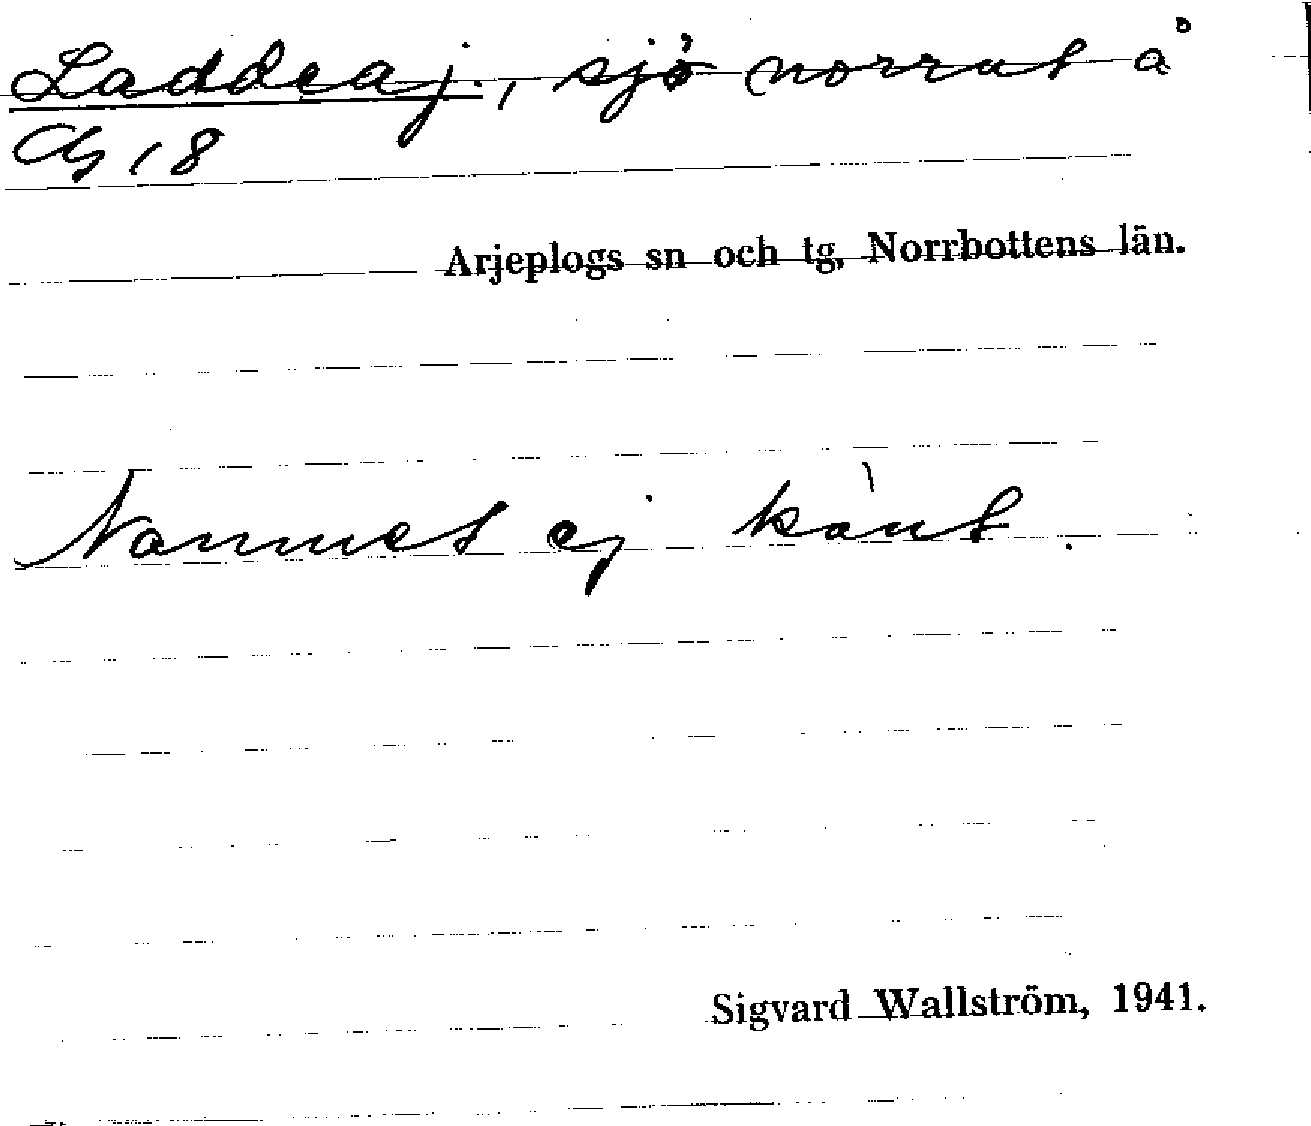 Laddeaj., sjö norrut å
G 18
Arjeplogs sn och tg, Norrbottens län.
Namnet ej känt.
Sigvard Wallström, 1941.